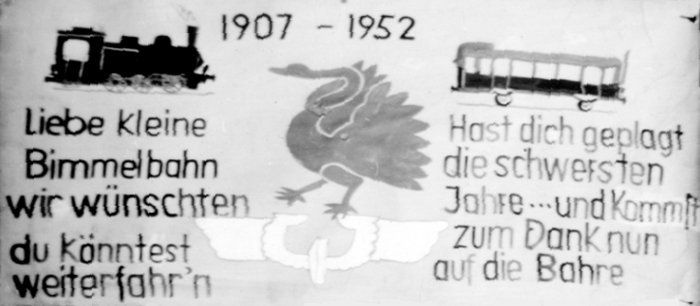 1907 - 1952
Liebe kleine
Bimmelbahn
wir wünschten
du könntest
weiterfahr'n
Hast dich geplagt
die schwersten
Jahre...und Kommst
zum Dank nun
auf die Bahre